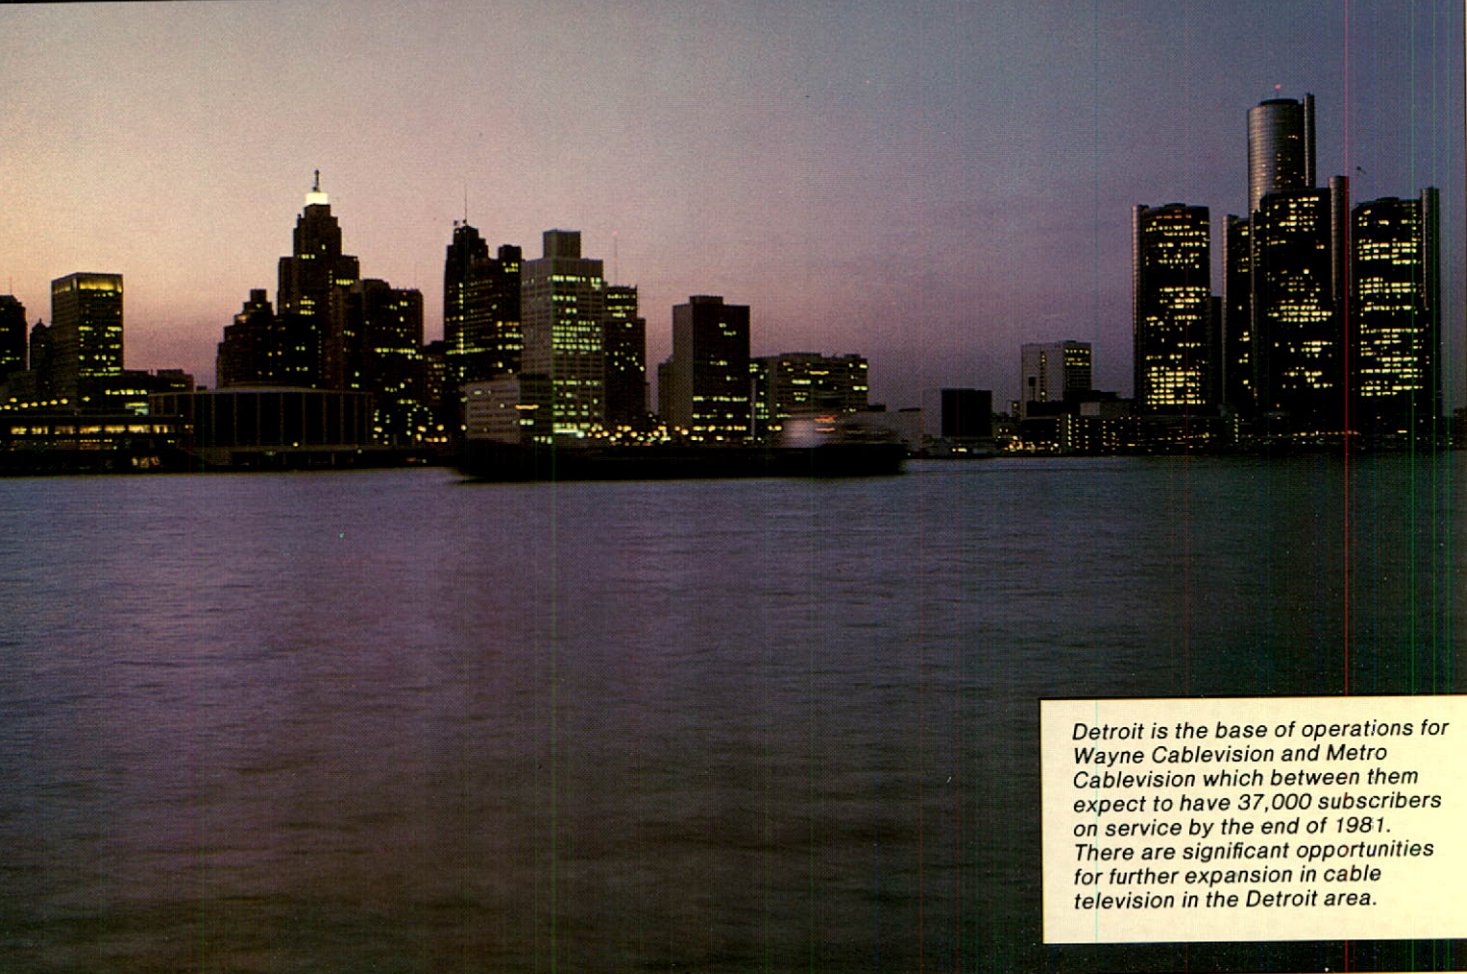 Detroit is the base of operations for
Wayne Cablevision and Metro
Cablevision which between them
expect to have 37,000 subscribers
on service by the end of 1981.
There are significant opportunities
for further expansion in cable
television in the Detroit area.